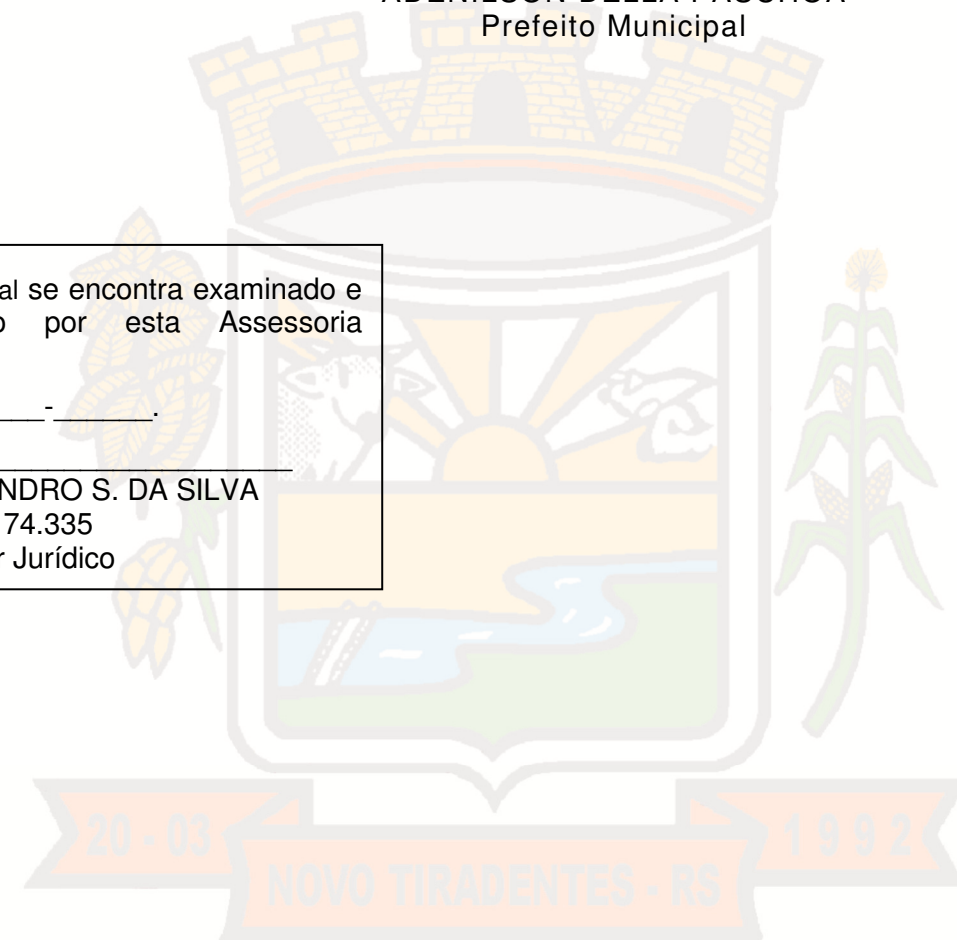 Prefeito Municipal
al se encontra examinado e
o por esta Assessoria
___-______.
NDRO S. DA SILVA
74.335
r Jurídico
20 - 03
1992
NOVO TIRADENTES - RS